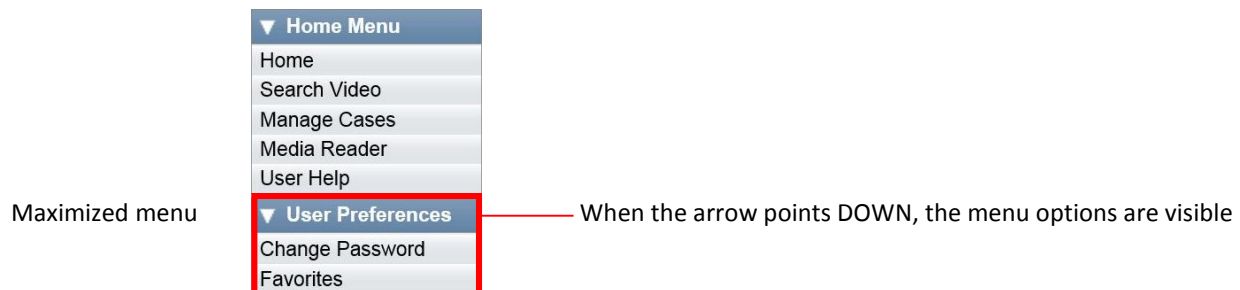 ▼ Home Menu
Home
Search Video
Manage Cases
Media Reader
User Help
Maximized menu
▼ User Preferences
When the arrow points DOWN, the menu options are visible
Change Password
Favorites